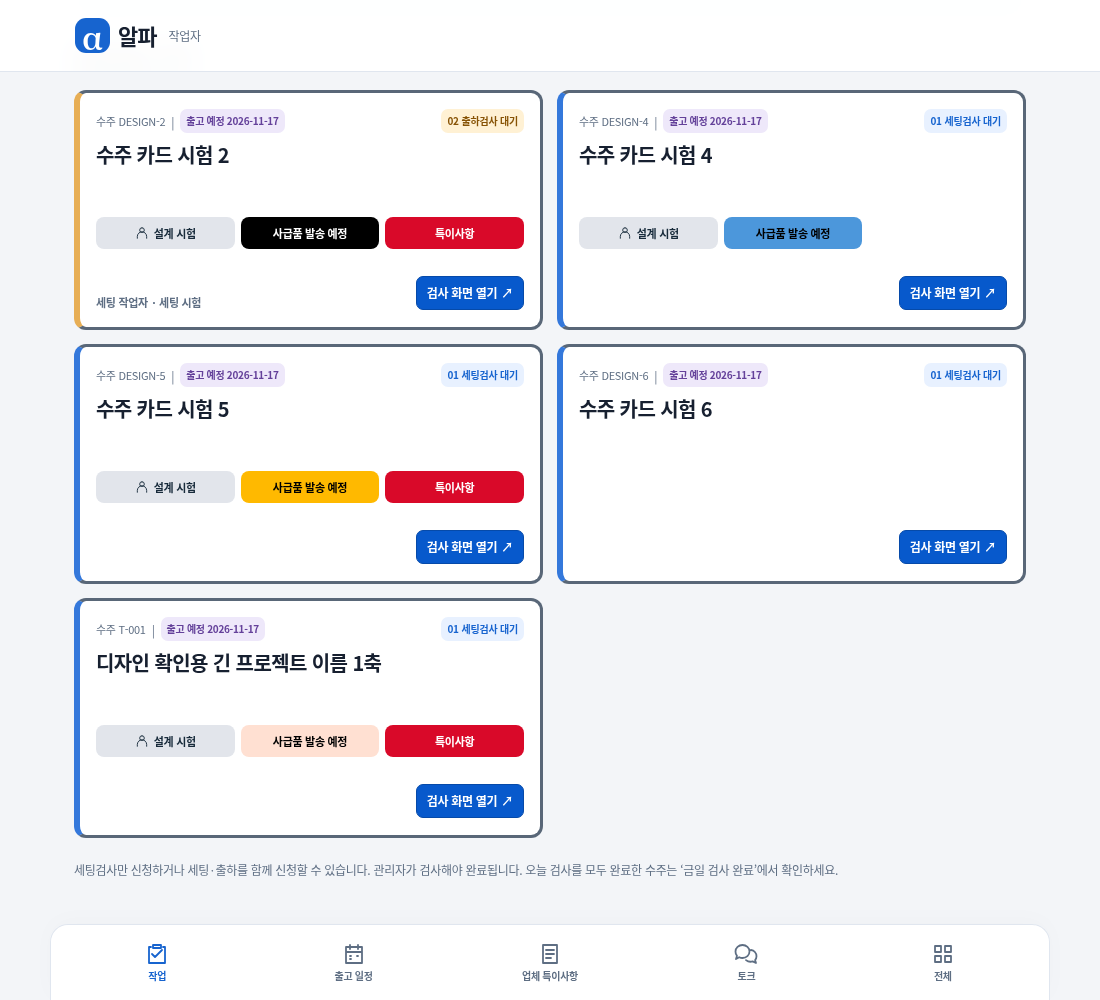 α 알파 작업자
수주 DESIGN-2 | 출고 예정 2026-11-17 02 출하검사 대기
수주 카드 시험 2
설계 시험 사급품 발송 예정 특이사항
세팅 작업자 · 세팅 시험 검사 화면 열기 ↗
수주 DESIGN-4 | 출고 예정 2026-11-17 01 세팅검사 대기
수주 카드 시험 4
설계 시험 사급품 발송 예정
검사 화면 열기 ↗
수주 DESIGN-5 | 출고 예정 2026-11-17 01 세팅검사 대기
수주 카드 시험 5
설계 시험 사급품 발송 예정 특이사항
검사 화면 열기 ↗
수주 DESIGN-6 | 출고 예정 2026-11-17 01 세팅검사 대기
수주 카드 시험 6
검사 화면 열기 ↗
수주 T-001 | 출고 예정 2026-11-17 01 세팅검사 대기
디자인 확인용 긴 프로젝트 이름 1축
설계 시험 사급품 발송 예정 특이사항
검사 화면 열기 ↗
세팅검사만 신청하거나 세팅·출하를 함께 신청할 수 있습니다. 관리자가 검사해야 완료됩니다. 오늘 검사를 모두 완료한 수주는 ‘금일 검사 완료’에서 확인하세요.
작업 출고 일정 업체 특이사항 토크 전체